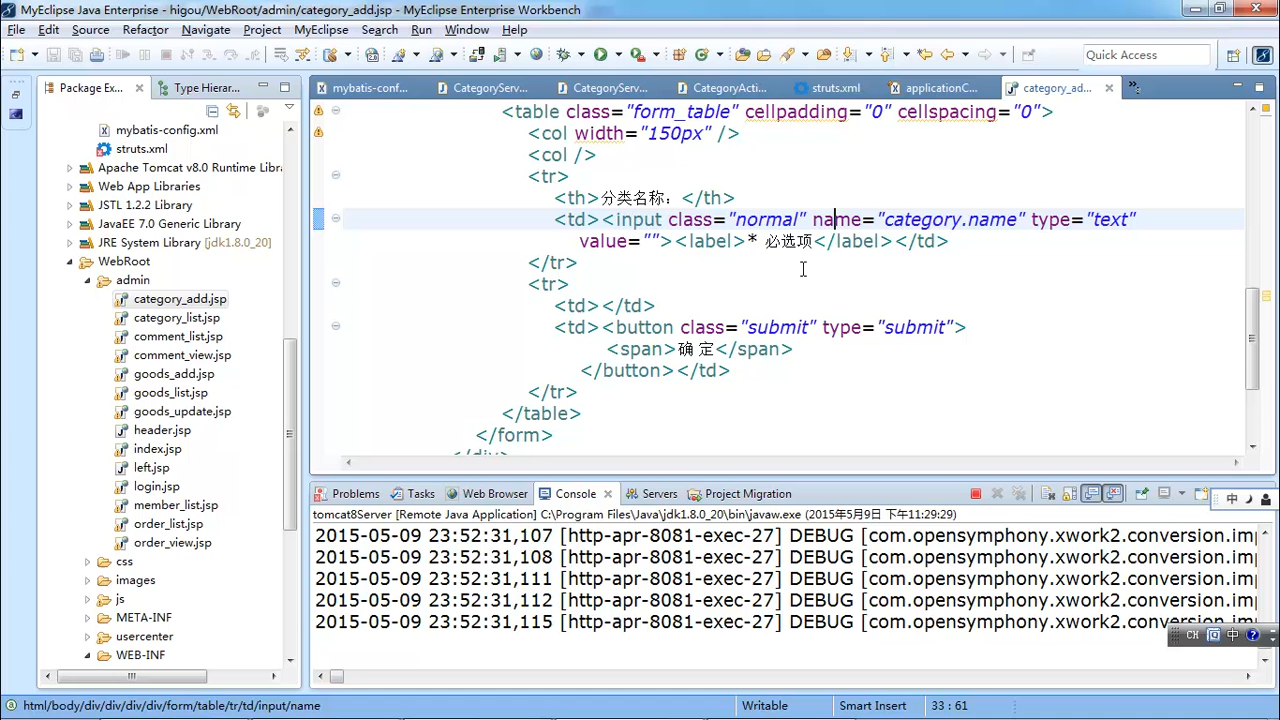 MyEclipse Java Enterprise - higou/WebRoot/admin/category_add.jsp - MyEclipse Enterprise Workbench
File Edit Source Refactor Navigate Project MyEclipse Search Run Window Help
Quick Access
Package Ex...
Type Hierar...
mybatis-config.xml
struts.xml
Apache Tomcat v8.0 Runtime Libra
Web App Libraries
JSTL 1.2.2 Library
JavaEE 7.0 Generic Library
JRE System Library [jdk1.8.0_20]
WebRoot
admin
category_add.jsp
category_list.jsp
comment_list.jsp
comment_view.jsp
goods_add.jsp
goods_list.jsp
goods_update.jsp
header.jsp
index.jsp
left.jsp
login.jsp
member_list.jsp
order_list.jsp
order_view.jsp
css
images
js
META-INF
usercenter
WEB-INF
mybatis-conf... CategoryServ... CategoryServ... CategoryActi... struts.xml applicationC... category_ad...
<table class="form_table" cellpadding="0" cellspacing="0">
<col width="150px" />
<col />
<tr>
<th>分类名称：</th>
<td><input class="normal" name="category.name" type="text"
value=""><label>* 必选项</label></td>
</tr>
<tr>
<td></td>
<td><button class="submit" type="submit">
<span>确 定</span>
</button></td>
</tr>
</table>
</form>
Problems Tasks Web Browser Console Servers Project Migration
中
tomcat8Server [Remote Java Application] C:\Program Files\Java\jdk1.8.0_20\bin\javaw.exe (2015年5月9日 下午11:29:29)
2015-05-09 23:52:31,107 [http-apr-8081-exec-27] DEBUG [com.opensymphony.xwork2.conversion.im
2015-05-09 23:52:31,108 [http-apr-8081-exec-27] DEBUG [com.opensymphony.xwork2.conversion.im
2015-05-09 23:52:31,111 [http-apr-8081-exec-27] DEBUG [com.opensymphony.xwork2.conversion.im
2015-05-09 23:52:31,112 [http-apr-8081-exec-27] DEBUG [com.opensymphony.xwork2.conversion.im
2015-05-09 23:52:31,115 [http-apr-8081-exec-27] DEBUG [com.opensymphony.xwork2.conversion.im
CH 中
html/body/div/div/div/div/form/table/tr/td/input/name Writable Smart Insert 33 : 61